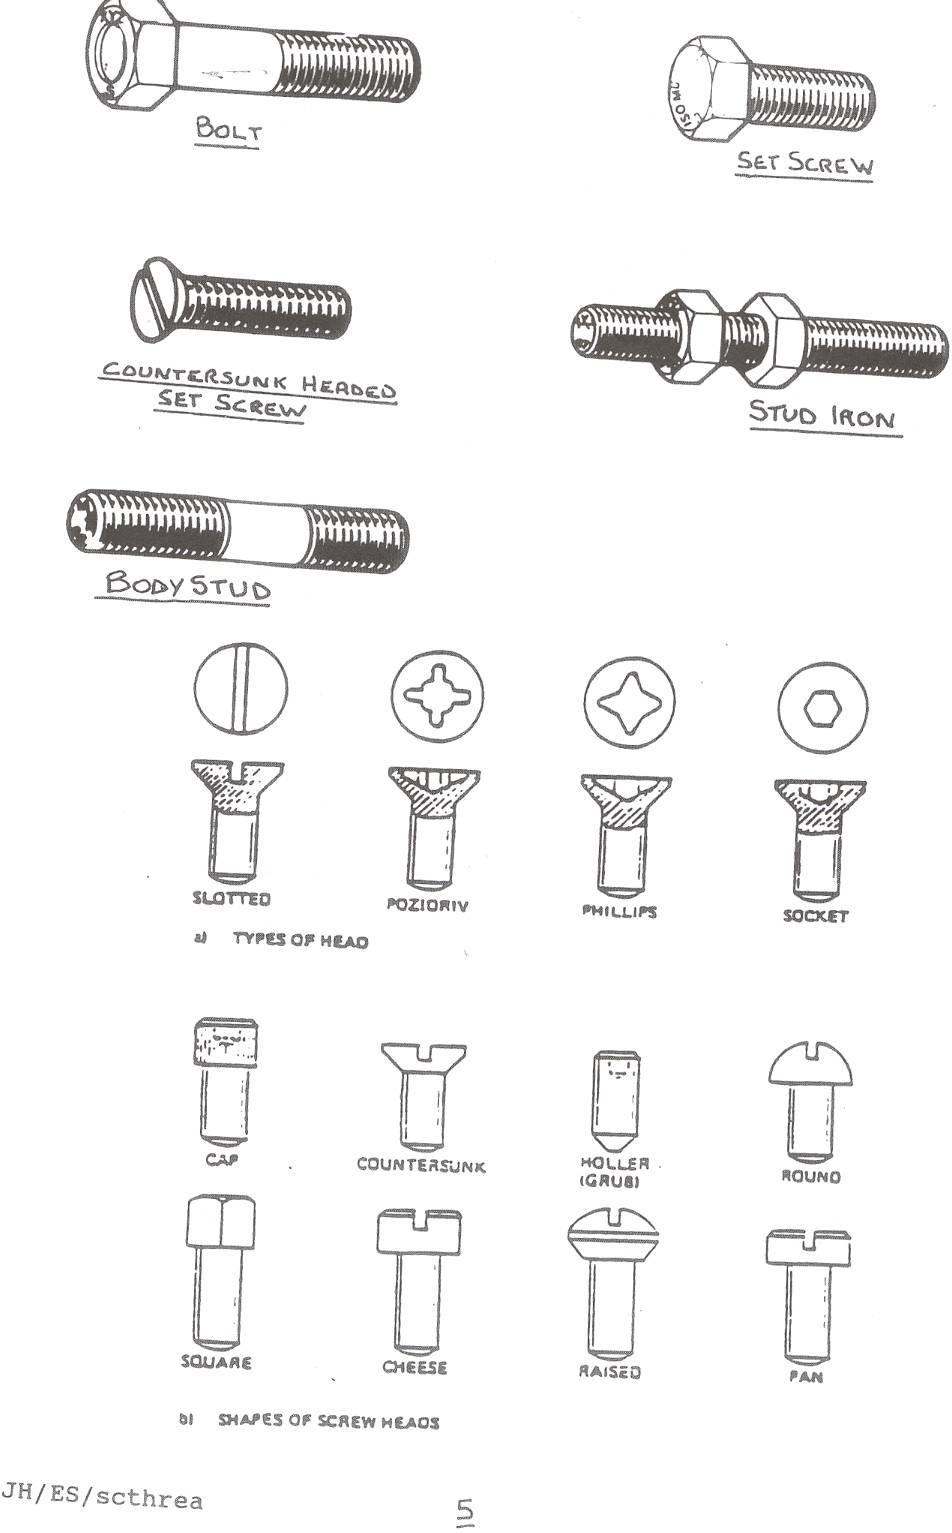 BOLT
ISO M
SET SCREW
COUNTERSUNK HEADED
SET SCREW
STUD IRON
BODY STUD
SLOTTED
POZIDRIV
PHILLIPS
SOCKET
a) TYPES OF HEAD
CAP
COUNTERSUNK
HOLLER
(GRUB)
ROUND
SQUARE
CHEESE
RAISED
PAN
b) SHAPES OF SCREW HEADS
JH/ES/scthrea
5